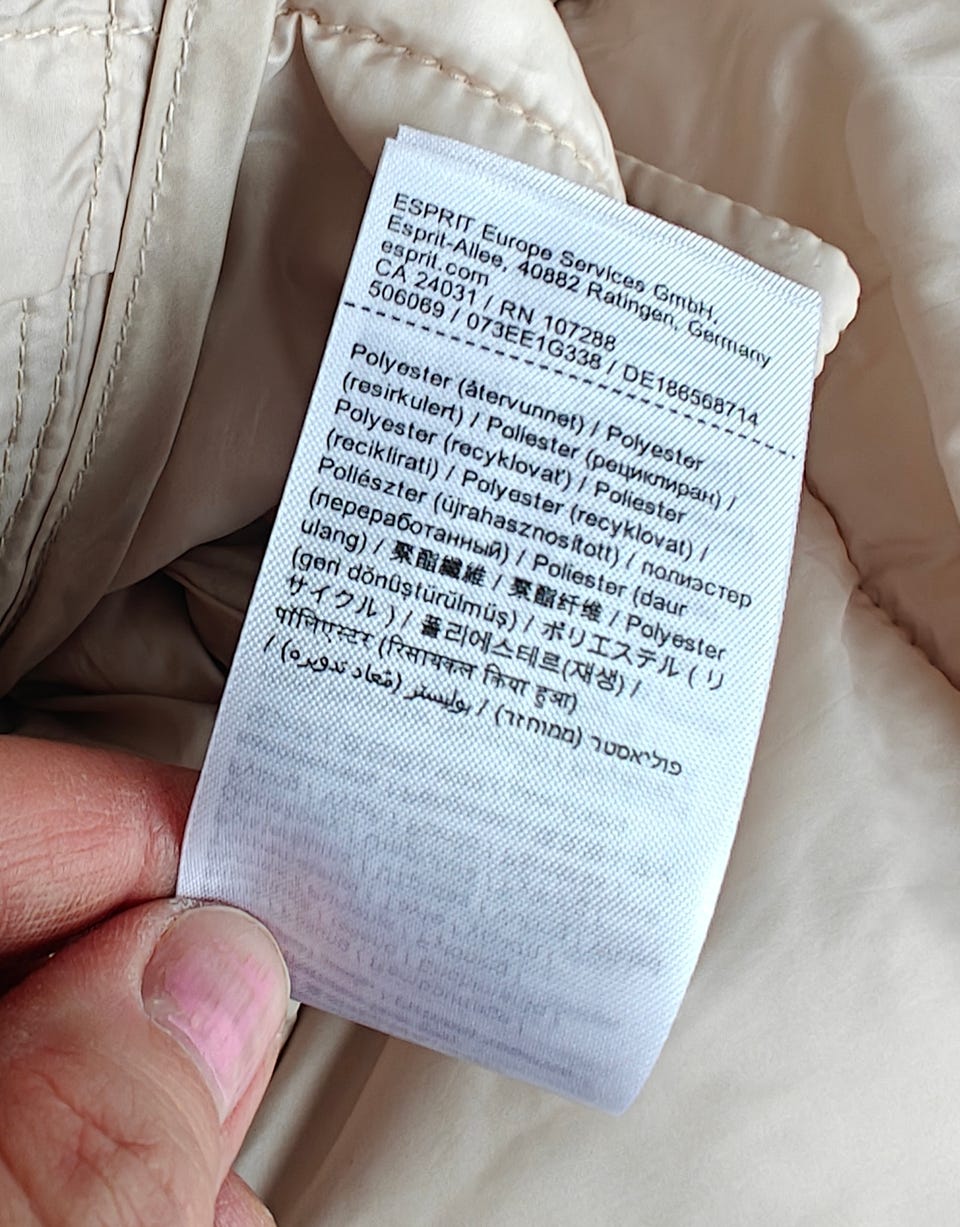 ESPRIT Europe Services GmbH,
Esprit-Allee, 40882 Ratingen, Germany
esprit.com
CA 24031 / RN 107288
506069 / 073EE1G338 / DE186568714
Polyester (återvunnet) / Polyester
(resirkulert) / Poliester (рециклиран) /
Polyester (recyklovať) / Poliester
(reciklirati) / Polyester (recyklovat) /
Poliészter (újrahasznosított) / полиэстер
(переработанный) / Poliester (daur
ulang) / 聚酯纖維 / 聚酯纤维 / Polyester
(geri dönüştürülmüş) / ポリエステル ( リ
サイクル ) / 폴리에스테르(재생) /
पॉलिएस्टर (रिसायकल किया हुआ)
/ بوليستر (مُعاد تدويره) / פוליאסטר (ממוחזר)